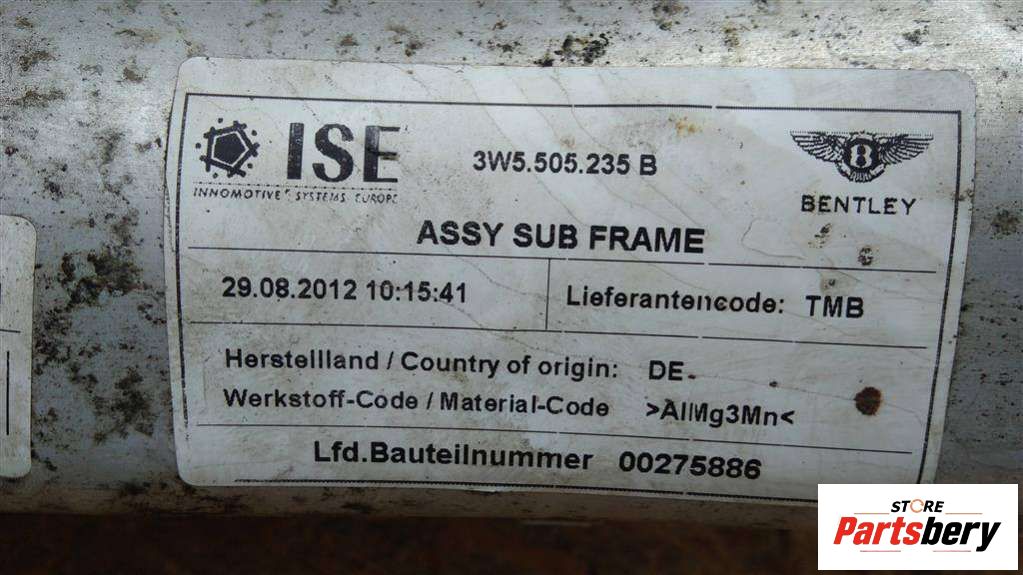 ISE
INNOMOTIVE SYSTEMS EUROPE
3W5.505.235 B
B
BENTLEY
ASSY SUB FRAME
G
29.08.2012 10:15:41
Lieferantencode: TMB
Herstellland / Country of origin: DE
Werkstoff-Code / Material-Code >AlMg3Mn<
Lfd.Bauteilnummer 00275886
STORE
Partsbery